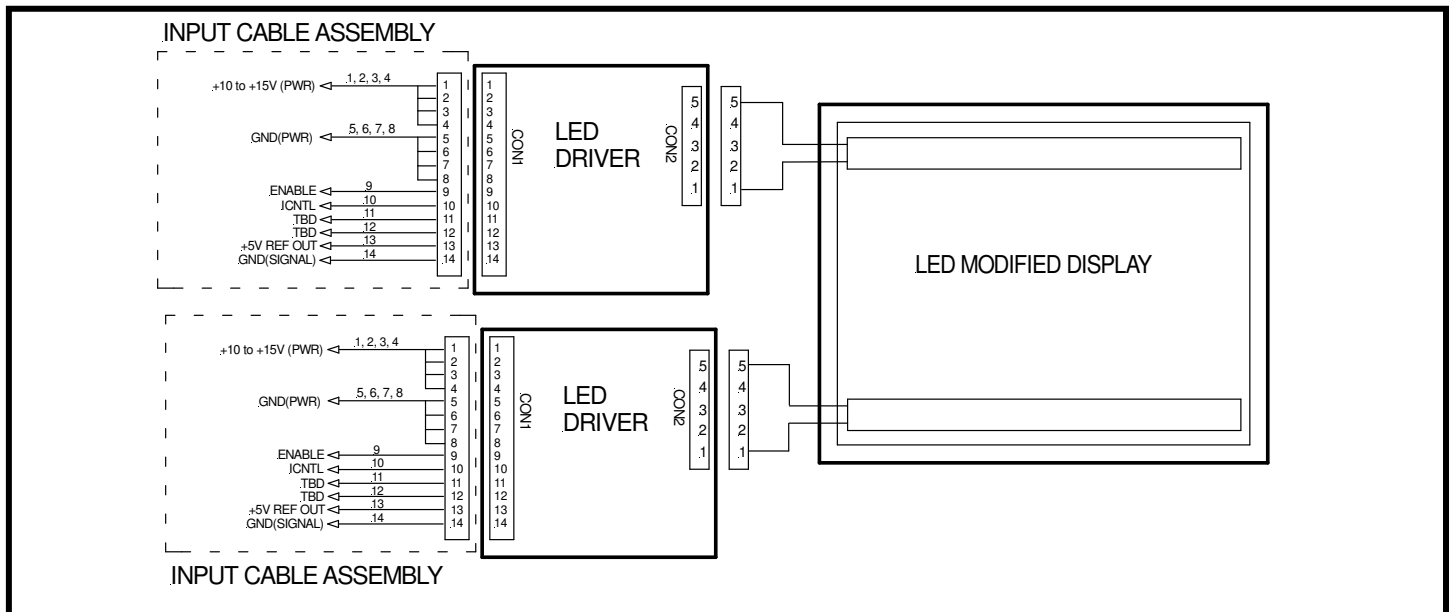 INPUT CABLE ASSEMBLY
+10 to +15V (PWR) 1, 2, 3, 4
GND(PWR) 5, 6, 7, 8
ENABLE 9
ICNTL 10
TBD 11
TBD 12
+5V REF OUT 13
GND(SIGNAL) 14
1
2
3
4
5
6
7
8
9
10
11
12
13
14
1
2
3
4
5
6
7
8
9
10
11
12
13
14
CON1
LED
DRIVER
CON2
5
4
3
2
1
5
4
3
2
1
LED MODIFIED DISPLAY
+10 to +15V (PWR) 1, 2, 3, 4
GND(PWR) 5, 6, 7, 8
ENABLE 9
ICNTL 10
TBD 11
TBD 12
+5V REF OUT 13
GND(SIGNAL) 14
1
2
3
4
5
6
7
8
9
10
11
12
13
14
1
2
3
4
5
6
7
8
9
10
11
12
13
14
CON1
LED
DRIVER
CON2
5
4
3
2
1
5
4
3
2
1
INPUT CABLE ASSEMBLY